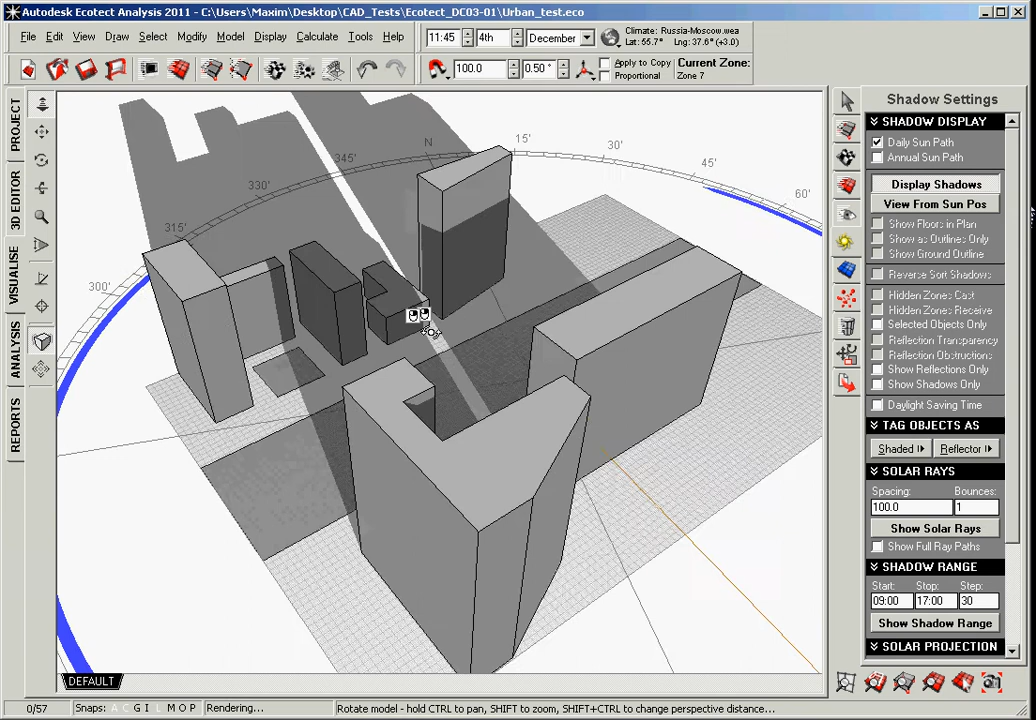 Autodesk Ecotect Analysis 2011 - C:\Users\Maxim\Desktop\CAD_Tests\Ecotect_DC03-01\Urban_test.eco
File Edit View Draw Select Modify Model Display Calculate Tools Help
11:45 4th December Climate: Russia-Moscow.wea
Lat: 55.7° Lng: 37.6° (+3.0)
100.0 0.50 ° Apply to Copy Current Zone:
Proportional Zone 7
PROJECT
3D EDITOR
VISUALISE
ANALYSIS
REPORTS
N
15'
30'
45'
60'
345'
330'
315'
300'
DEFAULT
Shadow Settings
SHADOW DISPLAY
Daily Sun Path
Annual Sun Path
Display Shadows
View From Sun Pos
Show Floors in Plan
Show as Outlines Only
Show Ground Outline
Reverse Sort Shadows
Hidden Zones Cast
Hidden Zones Receive
Selected Objects Only
Reflection Transparency
Reflection Obstructions
Show Reflections Only
Show Shadows Only
Daylight Saving Time
TAG OBJECTS AS
Shaded Reflector
SOLAR RAYS
Spacing: Bounces:
100.0 1
Show Solar Rays
Show Full Ray Paths
SHADOW RANGE
Start: Stop: Step:
09:00 17:00 30
Show Shadow Range
SOLAR PROJECTION
0/57 Snaps: A C G I L M O P Rendering... Rotate model - hold CTRL to pan, SHIFT to zoom, SHIFT+CTRL to change perspective distance...